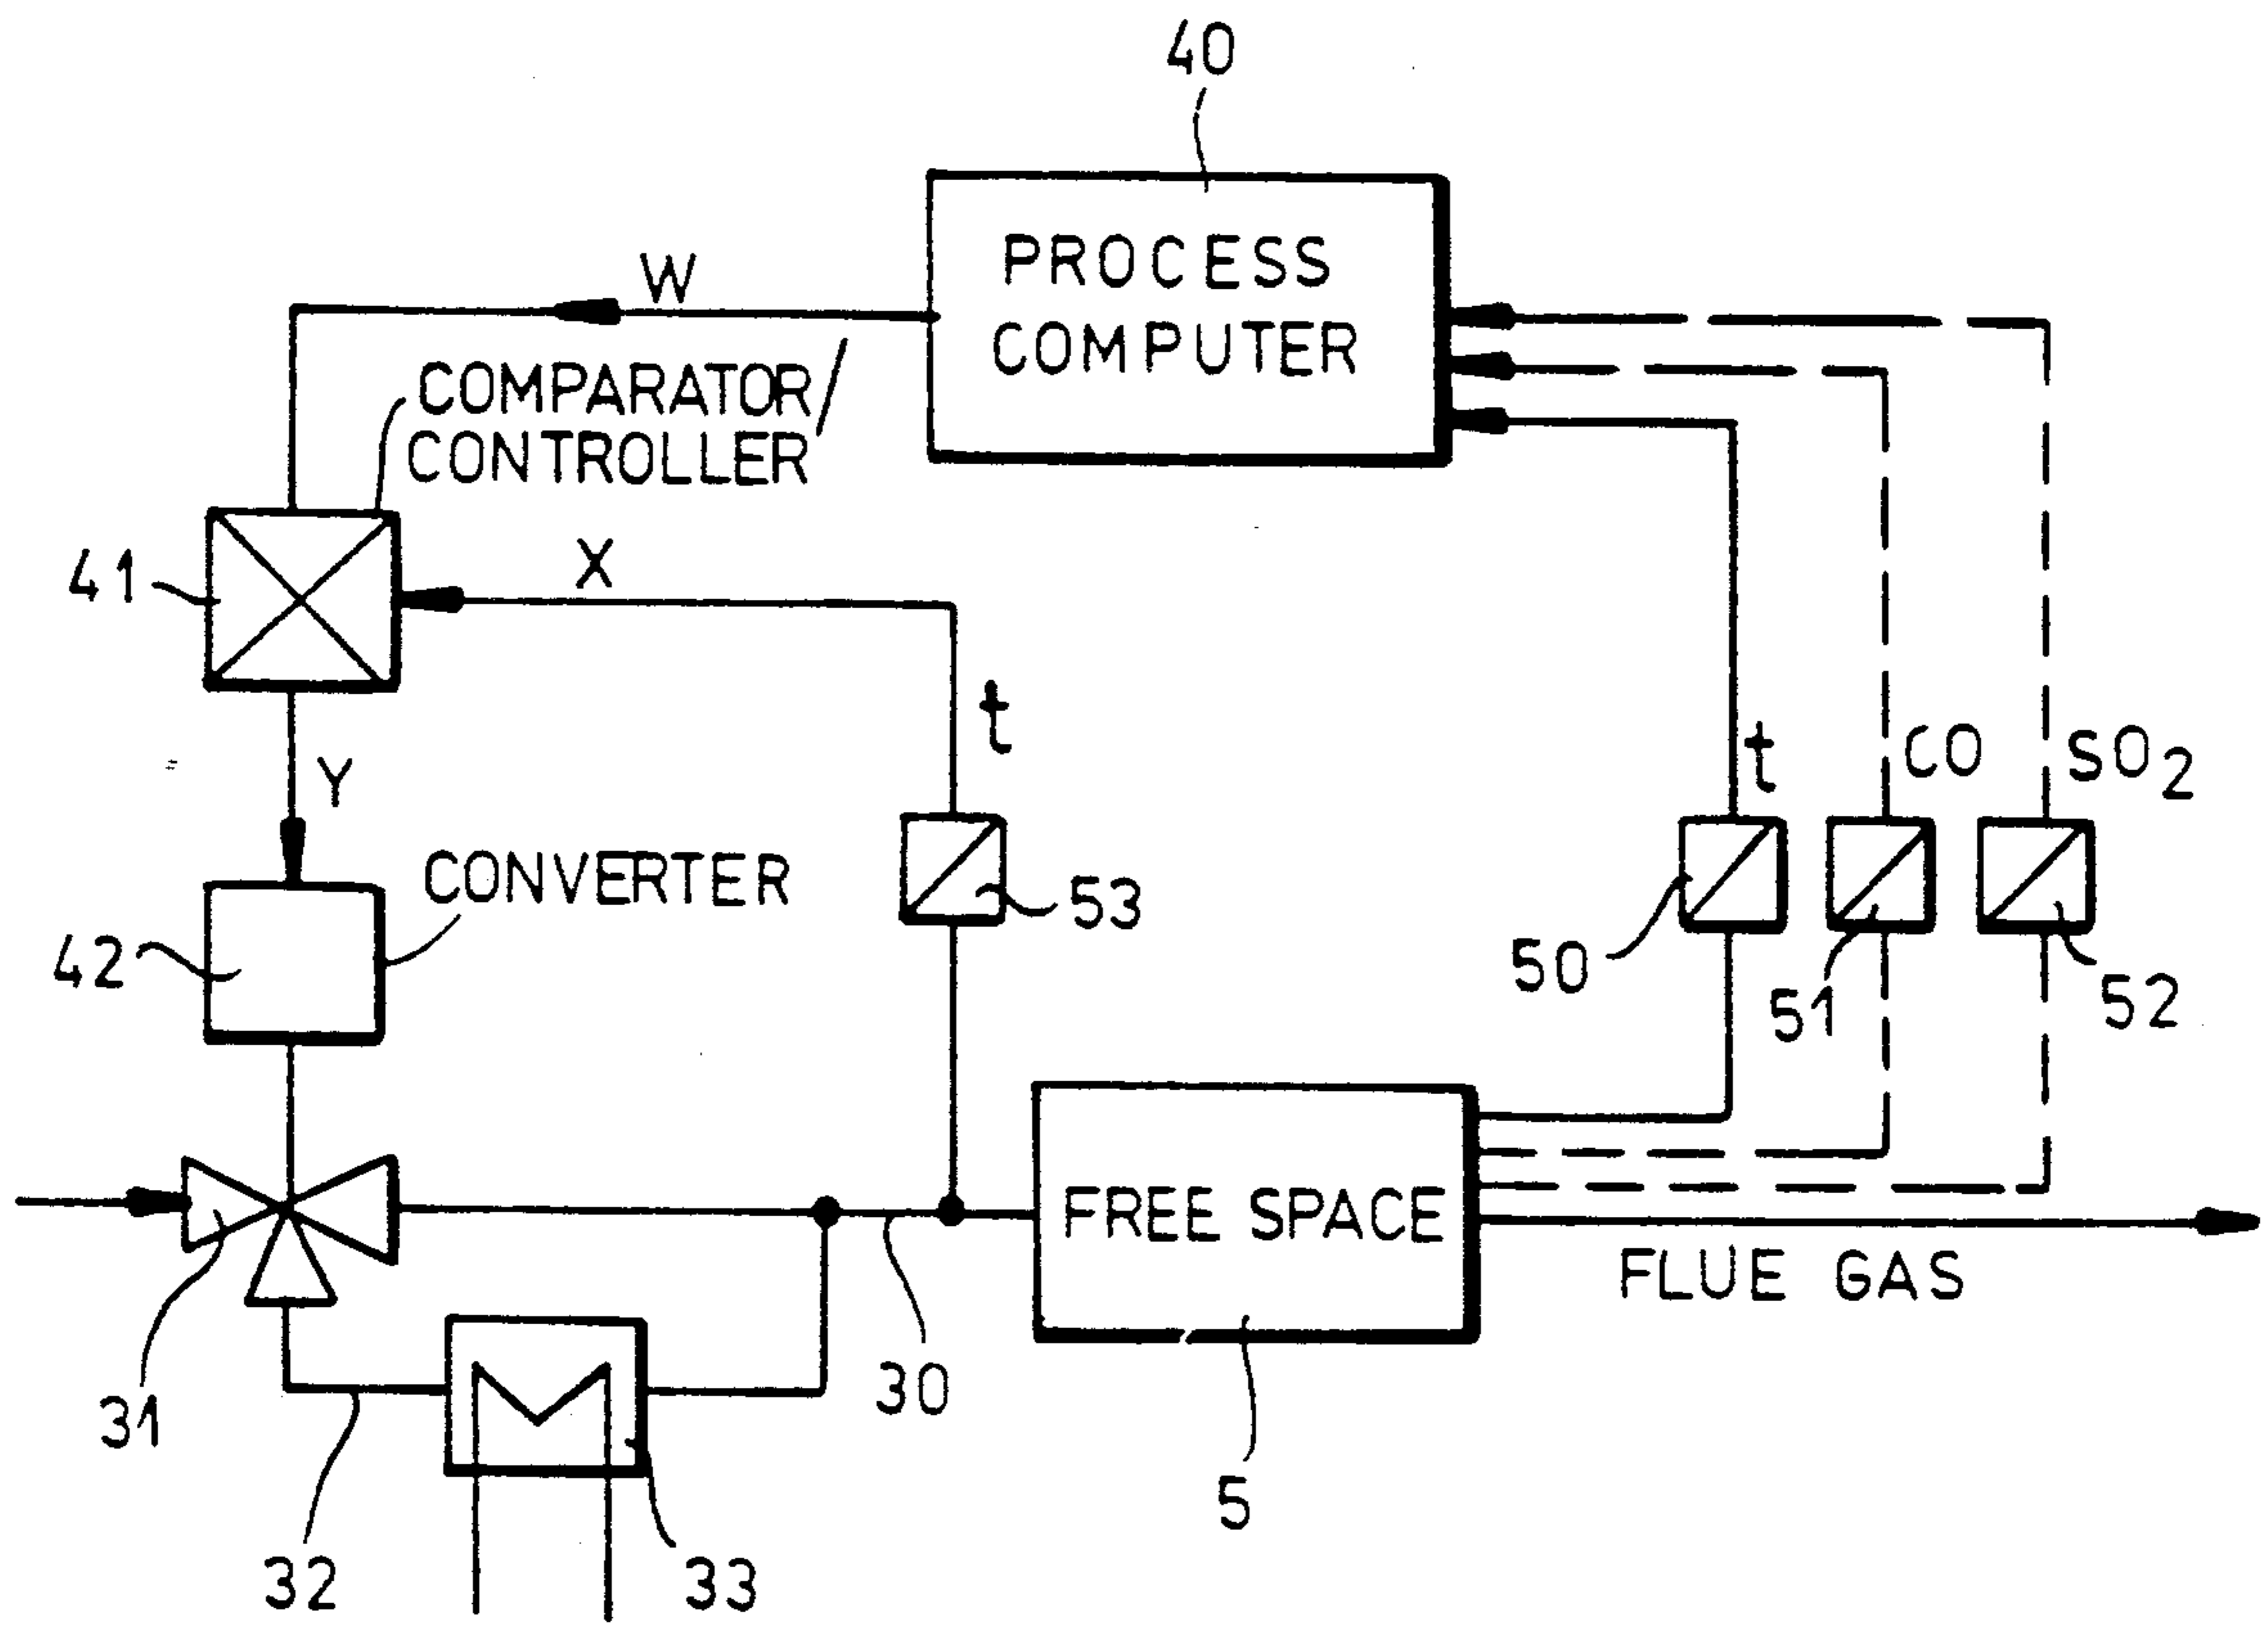 40
PROCESS
COMPUTER
W
COMPARATOR/
CONTROLLER
41
X
t
Y
t
CO
SO2
CONVERTER
42
53
50
51
52
FREE SPACE
FLUE GAS
31
30
5
32
33